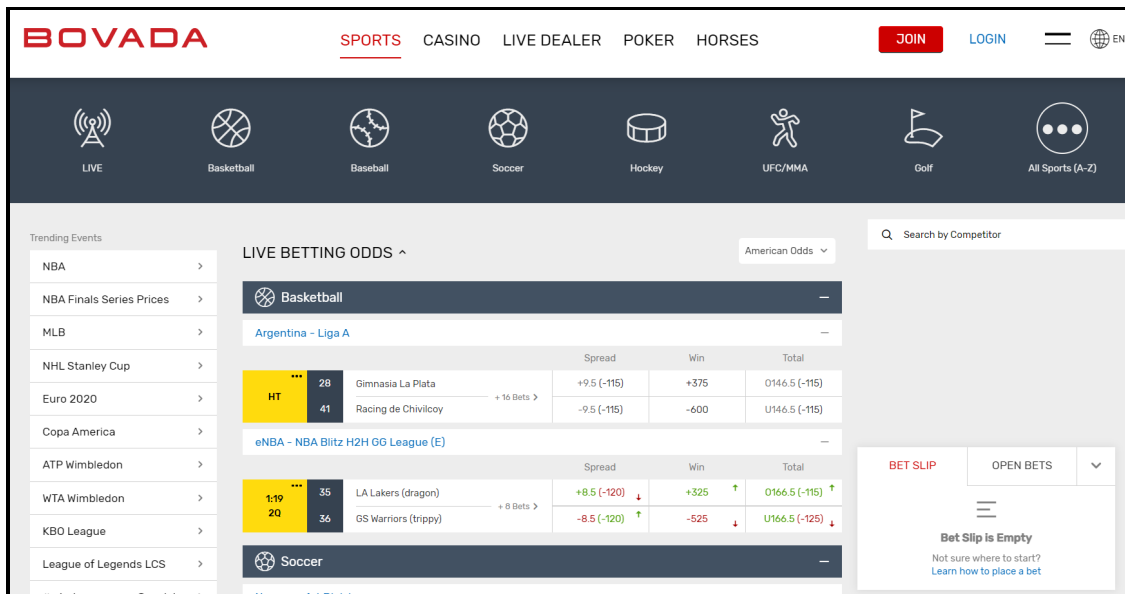 BOVADA
SPORTS CASINO LIVE DEALER POKER HORSES
JOIN LOGIN EN
LIVE Basketball Baseball Soccer Hockey UFC/MMA Golf All Sports (A-Z)
Trending Events
NBA
NBA Finals Series Prices
MLB
NHL Stanley Cup
Euro 2020
Copa America
ATP Wimbledon
WTA Wimbledon
KBO League
League of Legends LCS
LIVE BETTING ODDS
American Odds
Basketball
Argentina - Liga A
Spread Win Total
HT 28 Gimnasia La Plata +9.5 (-115) +375 O146.5 (-115)
+ 16 Bets
41 Racing de Chivilcoy -9.5 (-115) -600 U146.5 (-115)
eNBA - NBA Blitz H2H GG League (E)
Spread Win Total
1:19 35 LA Lakers (dragon) +8.5 (-120) +325 O166.5 (-115)
+ 8 Bets
2Q 36 GS Warriors (trippy) -8.5 (-120) -525 U166.5 (-125)
Soccer
Search by Competitor
BET SLIP OPEN BETS
Bet Slip is Empty
Not sure where to start?
Learn how to place a bet